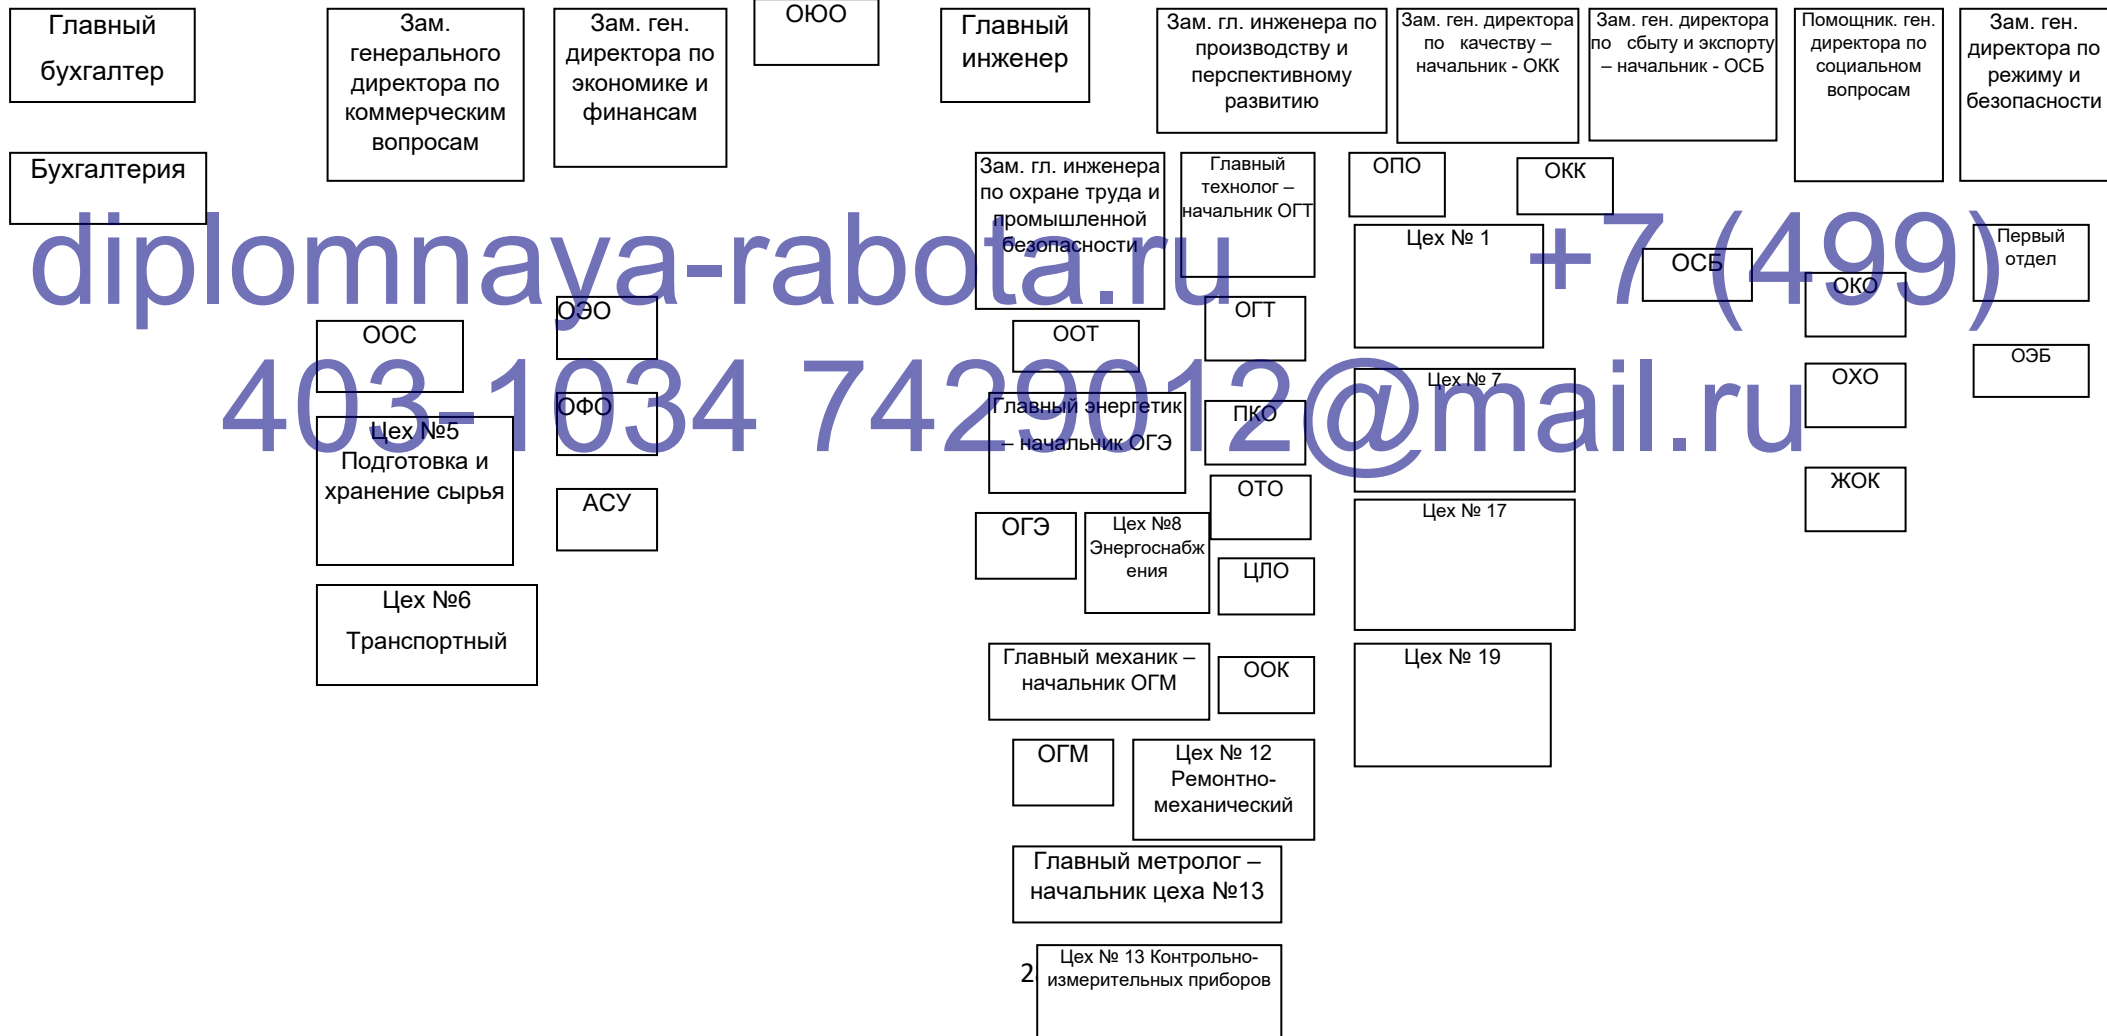 Главный
бухгалтер
Зам.
генерального
директора по
коммерческим
вопросам
Зам. ген.
директора по
экономике и
финансам
ОЮО
Главный
инженер
Зам. гл. инженера по
производству и
перспективному
развитию
Зам. ген. директора
по качеству –
начальник - ОКК
Зам. ген. директора
по сбыту и экспорту
– начальник - ОСБ
Помощник. ген.
директора по
социальном
вопросам
Зам. ген.
директора по
режиму и
безопасности
Бухгалтерия
Зам. гл. инженера
по охране труда и
промышленной
безопасности
Главный
технолог –
начальник ОГТ
ОПО
ОКК
Цех № 1
ОСБ
ОКО
Первый
отдел
diplomnaya-rabota.ru +7 (499)
403-1034 7429012@mail.ru
ООС
ОЭО
ООТ
ОГТ
ОХО
ОЭБ
Цех №5
Подготовка и
хранение сырья
ОФО
Главный энергетик
– начальник ОГЭ
ПКО
Цех № 7
ЖОК
АСУ
ОГЭ
Цех №8
Энергоснабж
ения
ОТО
ЦЛО
Цех № 17
Цех №6
Транспортный
Главный механик –
начальник ОГМ
ООК
Цех № 19
ОГМ
Цех № 12
Ремонтно-
механический
Главный метролог –
начальник цеха №13
Цех № 13 Контрольно-
измерительных приборов
2